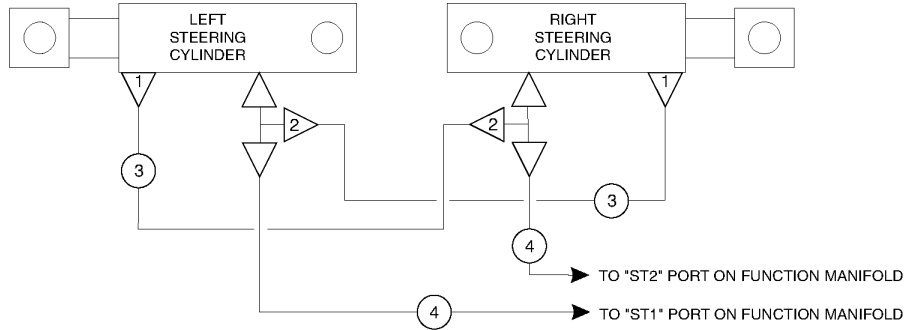 LEFT
STEERING
CYLINDER
RIGHT
STEERING
CYLINDER
1
1
2
2
3
3
4
TO "ST2" PORT ON FUNCTION MANIFOLD
4
TO "ST1" PORT ON FUNCTION MANIFOLD